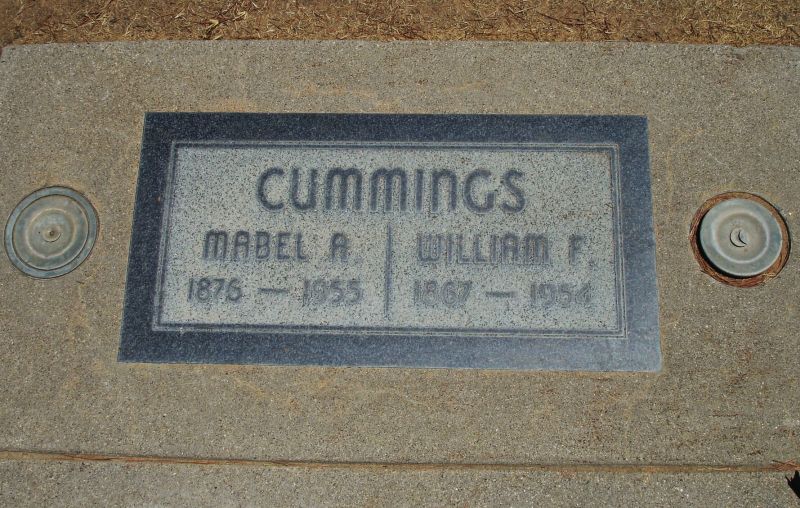 CUMMINGS
MABEL A. WILLIAM F.
1876 — 1955 1867 — 1954